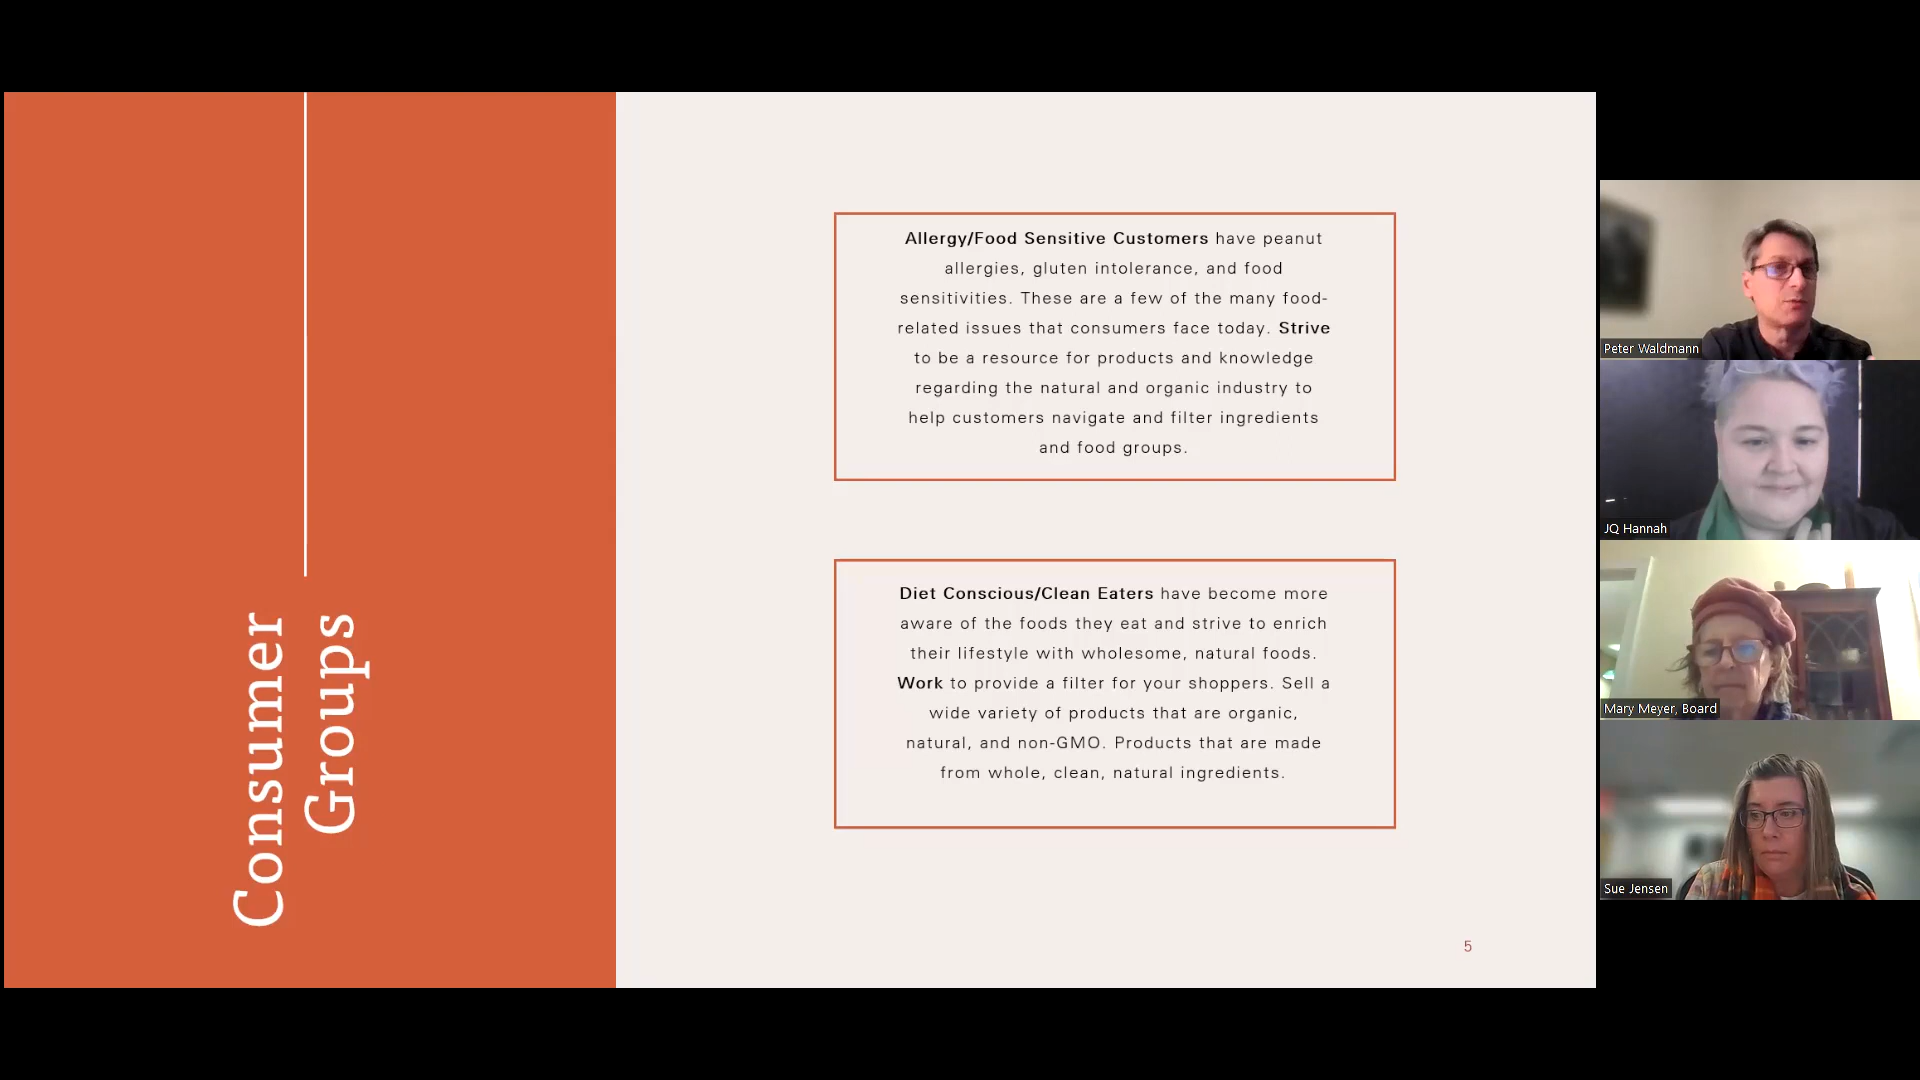 Consumer
Groups
Allergy/Food Sensitive Customers have peanut
allergies, gluten intolerance, and food
sensitivities. These are a few of the many food-
related issues that consumers face today. Strive
to be a resource for products and knowledge
regarding the natural and organic industry to
help customers navigate and filter ingredients
and food groups.
Diet Conscious/Clean Eaters have become more
aware of the foods they eat and strive to enrich
their lifestyle with wholesome, natural foods.
Work to provide a filter for your shoppers. Sell a
wide variety of products that are organic,
natural, and non-GMO. Products that are made
from whole, clean, natural ingredients.
5
Peter Waldmann
JQ Hannah
Mary Meyer, Board
Sue Jensen